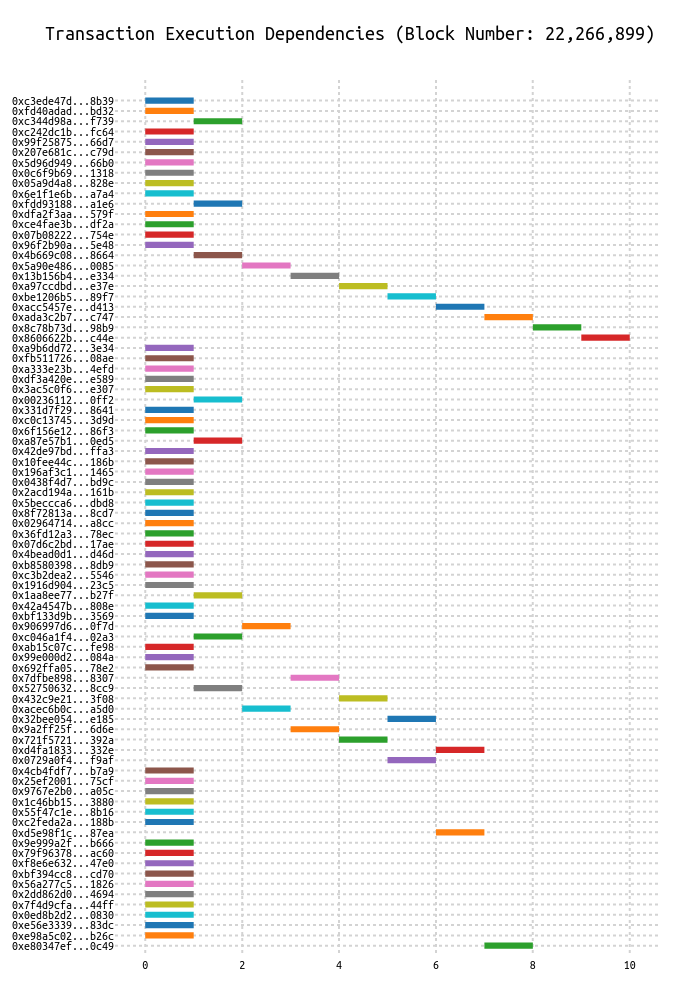 Transaction Execution Dependencies (Block Number: 22,266,899)
0xc3ede47d...8b39
0xfd40adad...bd32
0xc344d98a...f739
0xc242dc1b...fc64
0x99f25875...66d7
0x207e681c...c79d
0x5d96d949...66b0
0x0c6f9b69...1318
0x05a9d4a8...828e
0x6e1f1e6b...a7a4
0xfdd93188...a1e6
0xdfa2f3aa...579f
0xce4fae3b...df2a
0x07b08222...754e
0x96f2b90a...5e48
0x4b669c08...8664
0x5a90e486...0085
0x13b156b4...e334
0xa97ccdbd...e37e
0xbe1206b5...89f7
0xacc5457e...d413
0xada3c2b7...c747
0x8c78b73d...98b9
0x8606622b...c44e
0xa9b6dd72...3e34
0xfb511726...08ae
0xa333e23b...4efd
0xdf3a420e...e589
0x3ac5c0f6...e307
0x00236112...0ff2
0x331d7f29...8641
0xc0c13745...3d9d
0x6f156e12...86f3
0xa87e57b1...0ed5
0x42de97bd...ffa3
0x10fee44c...186b
0x196af3c1...1465
0x0438f4d7...bd9c
0x2acd194a...161b
0x5beccca6...dbd8
0x8f72813a...8cd7
0x02964714...a8cc
0x36fd12a3...78ec
0x07d6c2bd...17ae
0x4bead0d1...d46d
0xb8580398...8db9
0xc3b2dea2...5546
0x1916d904...23c5
0x1aa8ee77...b27f
0x42a4547b...808e
0xbf133d9b...3569
0x906997d6...0f7d
0xc046a1f4...02a3
0xab15c07c...fe98
0x99e000d2...084a
0x692ffa05...78e2
0x7dfbe898...8307
0x52750632...8cc9
0x432c9e21...3f08
0xacec6b0c...a5d0
0x32bee054...e185
0x9a2ff25f...6d6e
0x721f5721...392a
0xd4fa1833...332e
0x0729a0f4...f9af
0x4cb4fdf7...b7a9
0x25ef2001...75cf
0x9767e2b0...a05c
0x1c46bb15...3880
0x55f47c1e...8b16
0xc2feda2a...188b
0xd5e98f1c...87ea
0x9e999a2f...b666
0x79f96378...ac60
0xf8e6e632...47e0
0xbf394cc8...cd70
0x56a277c5...1826
0x2dd862d0...4694
0x7f4d9cfa...44ff
0x0ed8b2d2...0830
0xe56e3339...83dc
0xe98a5c02...b26c
0xe80347ef...0c49
0 2 4 6 8 10